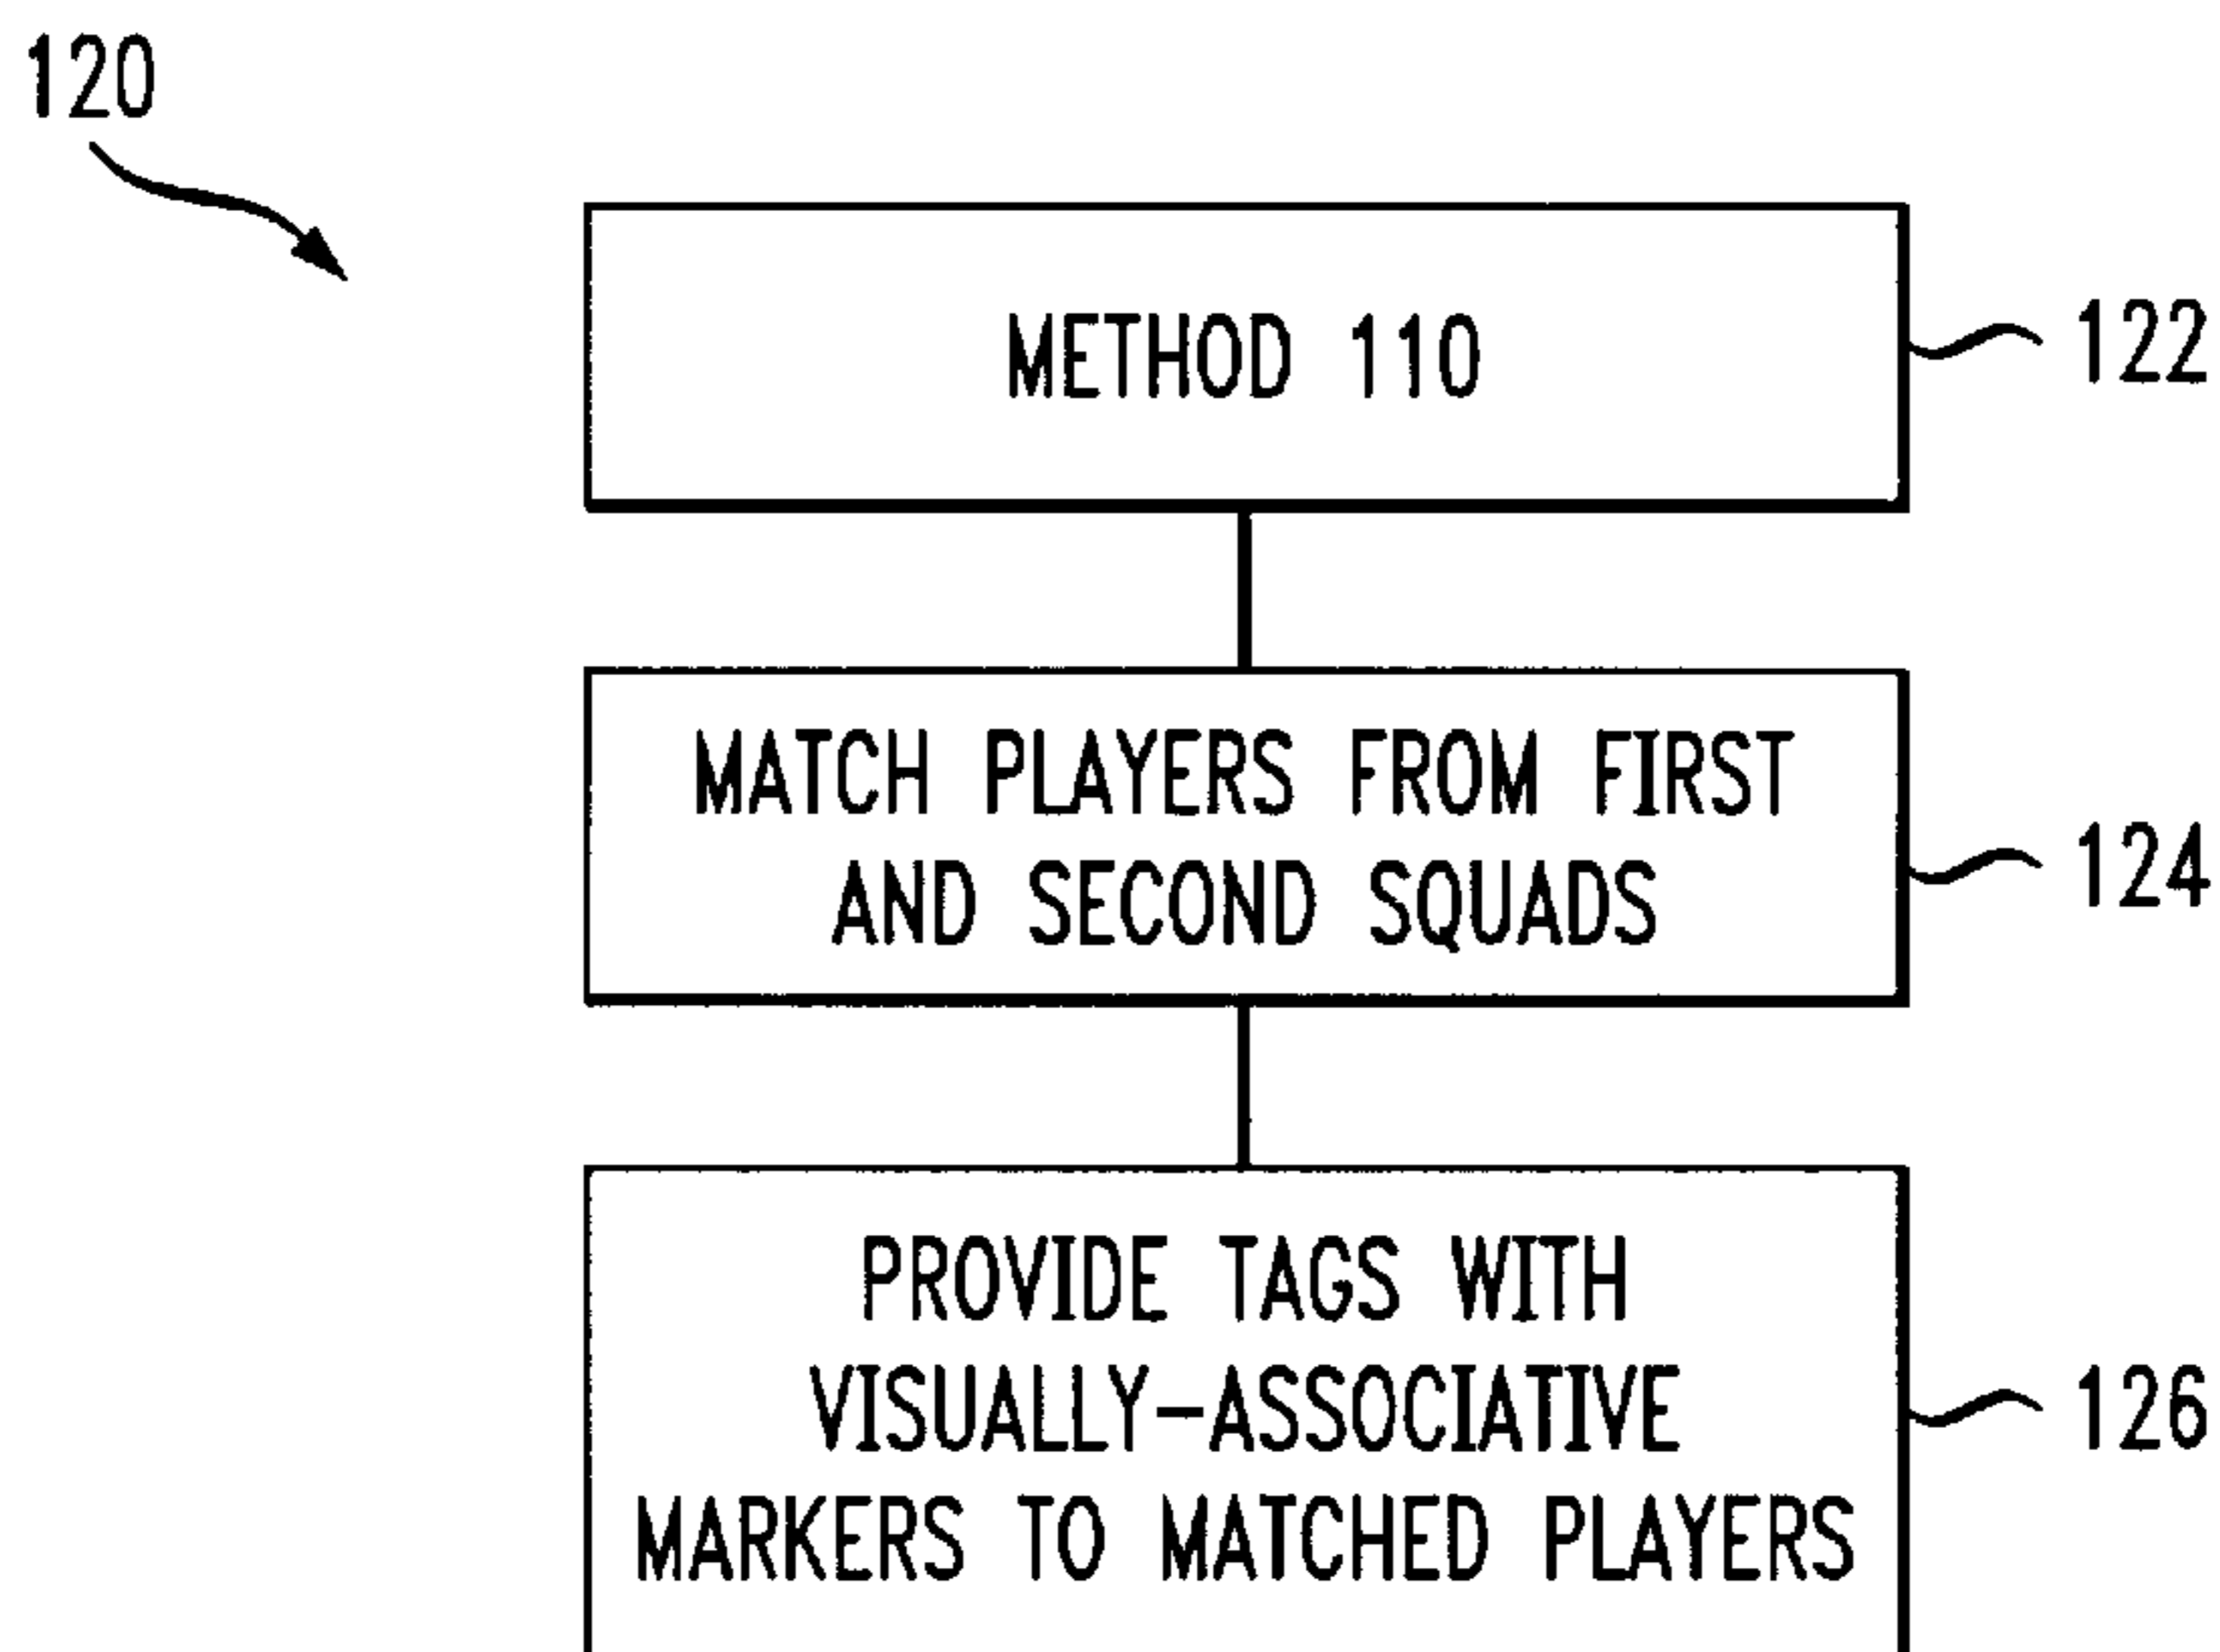 120
METHOD 110
122
MATCH PLAYERS FROM FIRST
AND SECOND SQUADS
124
PROVIDE TAGS WITH
VISUALLY-ASSOCIATIVE
MARKERS TO MATCHED PLAYERS
126